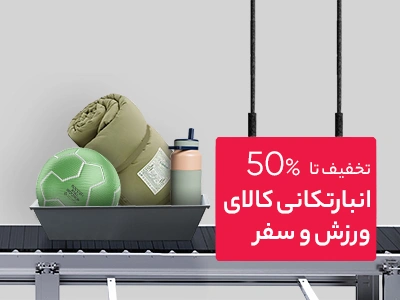 تخفیف تا 50%
انبارتکانی کالای
ورزش و سفر